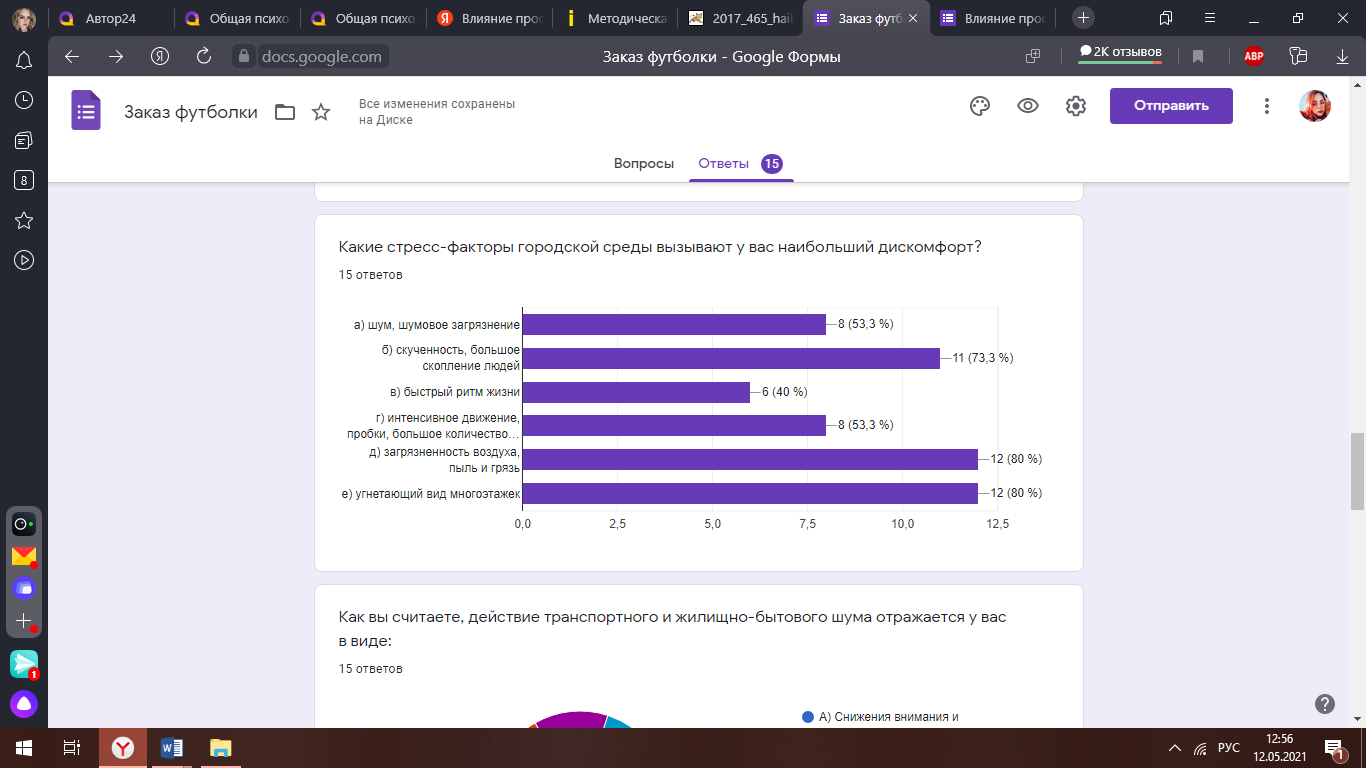 Автор24
Общая психо
Общая психо
Влияние прос
Методическа
2017_465_haib
Заказ футб
Влияние прос
docs.google.com
Заказ футболки - Google Формы
2K отзывов
ABP
8
Заказ футболки
Все изменения сохранены
на Диске
Отправить
Вопросы
Ответы 15
Какие стресс-факторы городской среды вызывают у вас наибольший дискомфорт?
15 ответов
а) шум, шумовое загрязнение
8 (53,3 %)
б) скученность, большое
скопление людей
11 (73,3 %)
в) быстрый ритм жизни
6 (40 %)
г) интенсивное движение,
пробки, большое количество…
8 (53,3 %)
д) загрязненность воздуха,
пыль и грязь
12 (80 %)
е) угнетающий вид многоэтажек
12 (80 %)
0,0 2,5 5,0 7,5 10,0 12,5
Как вы считаете, действие транспортного и жилищно-бытового шума отражается у вас
в виде:
15 ответов
А) Снижения внимания и
1
РУС
12:56
12.05.2021
1